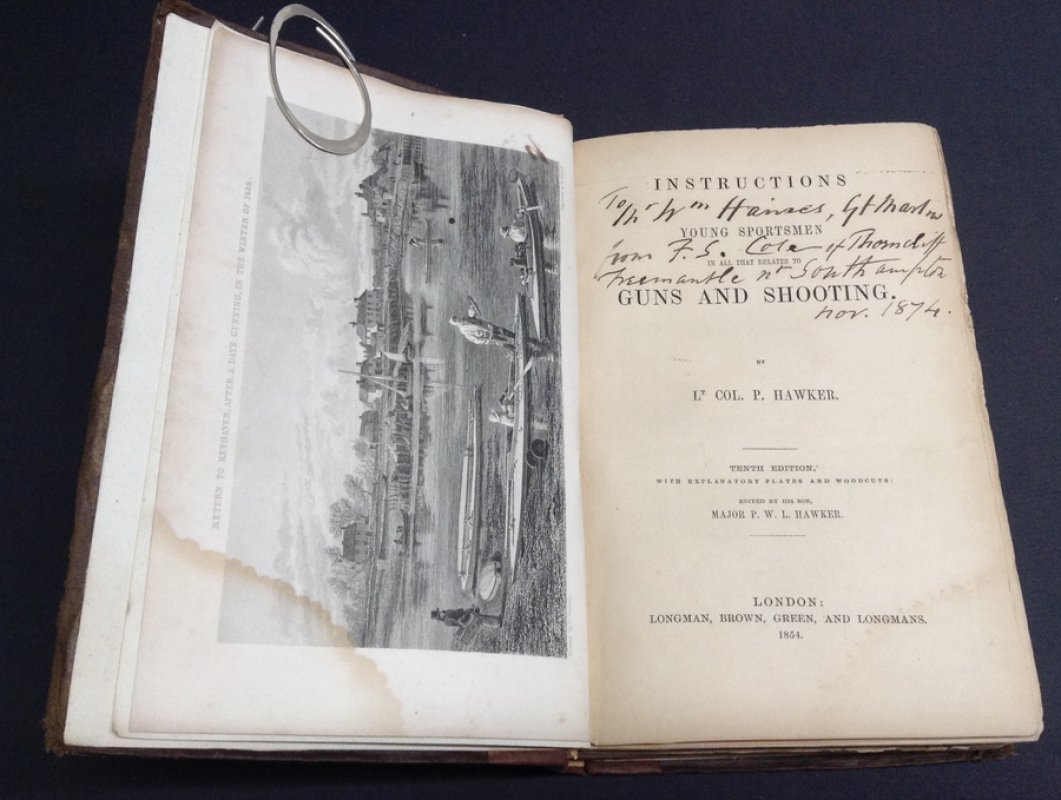 RETURN TO KEYHAVEN, AFTER A DAYS GUNNING, IN THE WINTER OF 1835
INSTRUCTIONS
To Mr Wm Haines, Gt Marlow
YOUNG SPORTSMEN
from F. S. Cole of Thorncliff
IN ALL THAT RELATES TO
Freemantle nr Southampton
GUNS AND SHOOTING.
Nov. 1874.
BY
LT. COL. P. HAWKER.
TENTH EDITION,
WITH EXPLANATORY PLATES AND WOODCUTS:
EDITED BY HIS SON,
MAJOR P. W. L. HAWKER.
LONDON:
LONGMAN, BROWN, GREEN, AND LONGMANS.
1854.